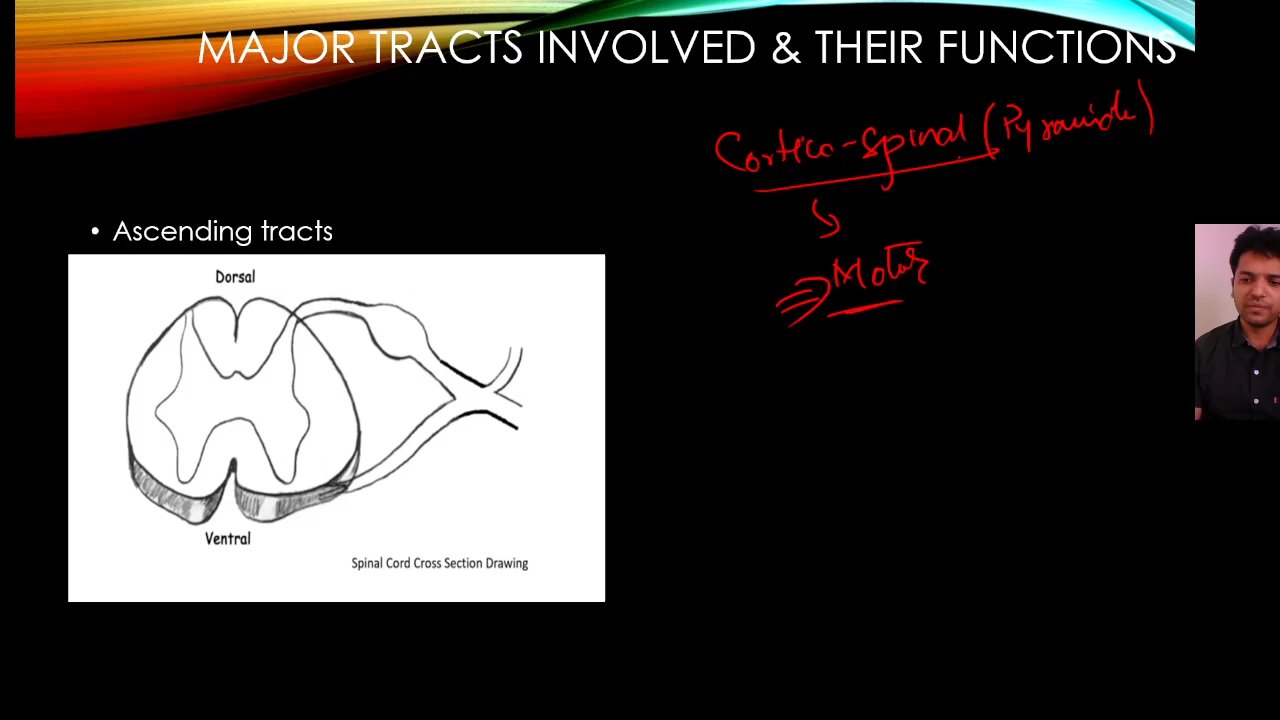 MAJOR TRACTS INVOLVED & THEIR FUNCTIONS
Cortico-Spinal (Pyramidal)
Motor
• Ascending tracts
Dorsal
Ventral
Spinal Cord Cross Section Drawing